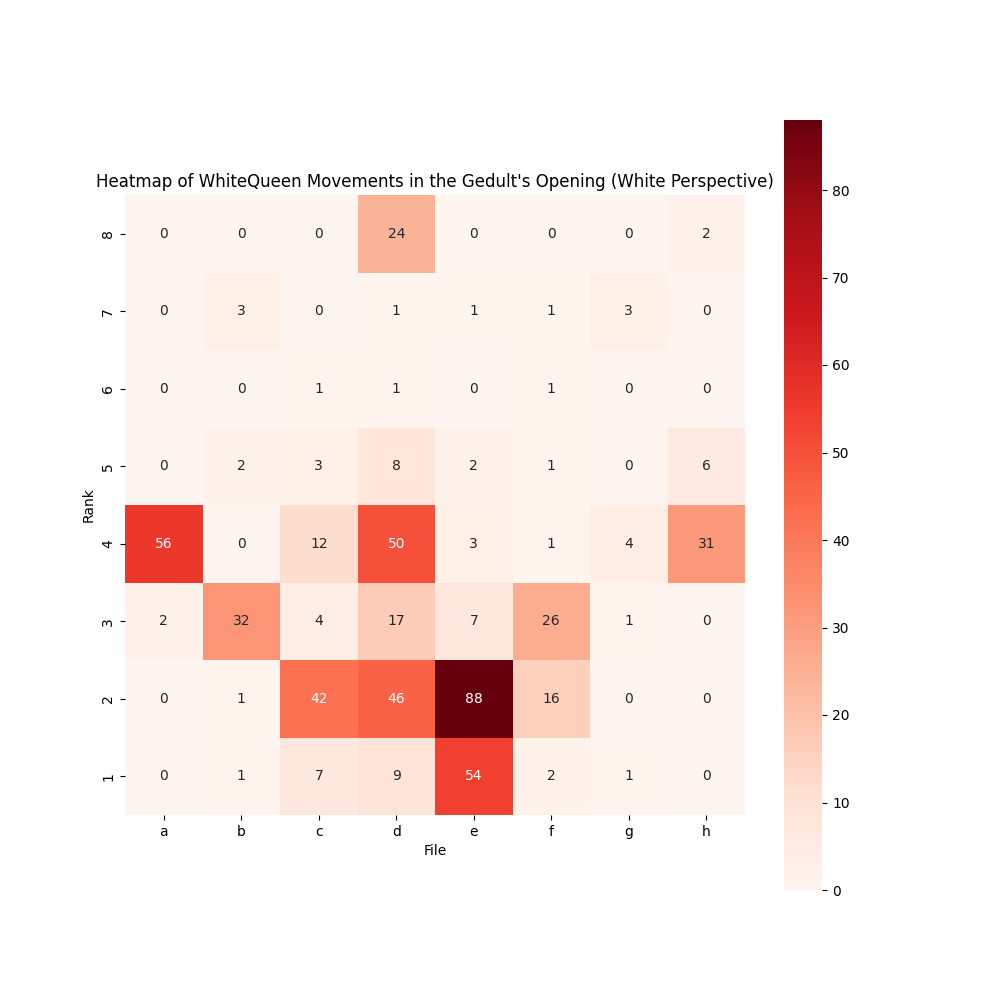 Heatmap of WhiteQueen Movements in the Gedult's Opening (White Perspective)
8 0 0 0 24 0 0 0 2
7 0 3 0 1 1 1 3 0
6 0 0 1 1 0 1 0 0
5 0 2 3 8 2 1 0 6
4 56 0 12 50 3 1 4 31
3 2 32 4 17 7 26 1 0
2 0 1 42 46 88 16 0 0
1 0 1 7 9 54 2 1 0
Rank
a b c d e f g h
File
80
70
60
50
40
30
20
10
0